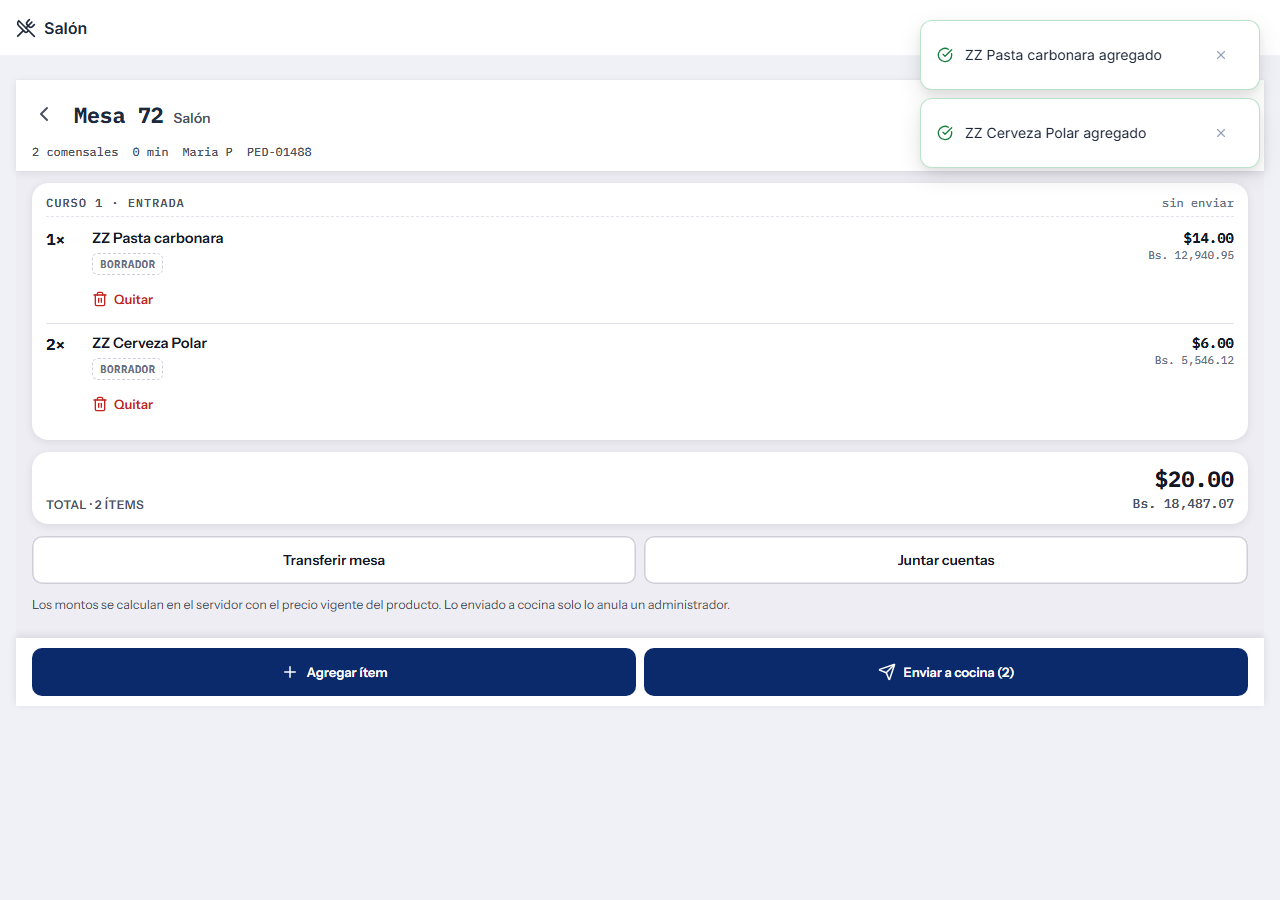 Salón
ZZ Pasta carbonara agregado
ZZ Cerveza Polar agregado
Mesa 72 Salón
2 comensales 0 min Maria P PED-01488
CURSO 1 · ENTRADA sin enviar
1× ZZ Pasta carbonara $14.00
BORRADOR Bs. 12,940.95
Quitar
2× ZZ Cerveza Polar $6.00
BORRADOR Bs. 5,546.12
Quitar
$20.00
TOTAL · 2 ÍTEMS Bs. 18,487.07
Transferir mesa Juntar cuentas
Los montos se calculan en el servidor con el precio vigente del producto. Lo enviado a cocina solo lo anula un administrador.
Agregar ítem Enviar a cocina (2)